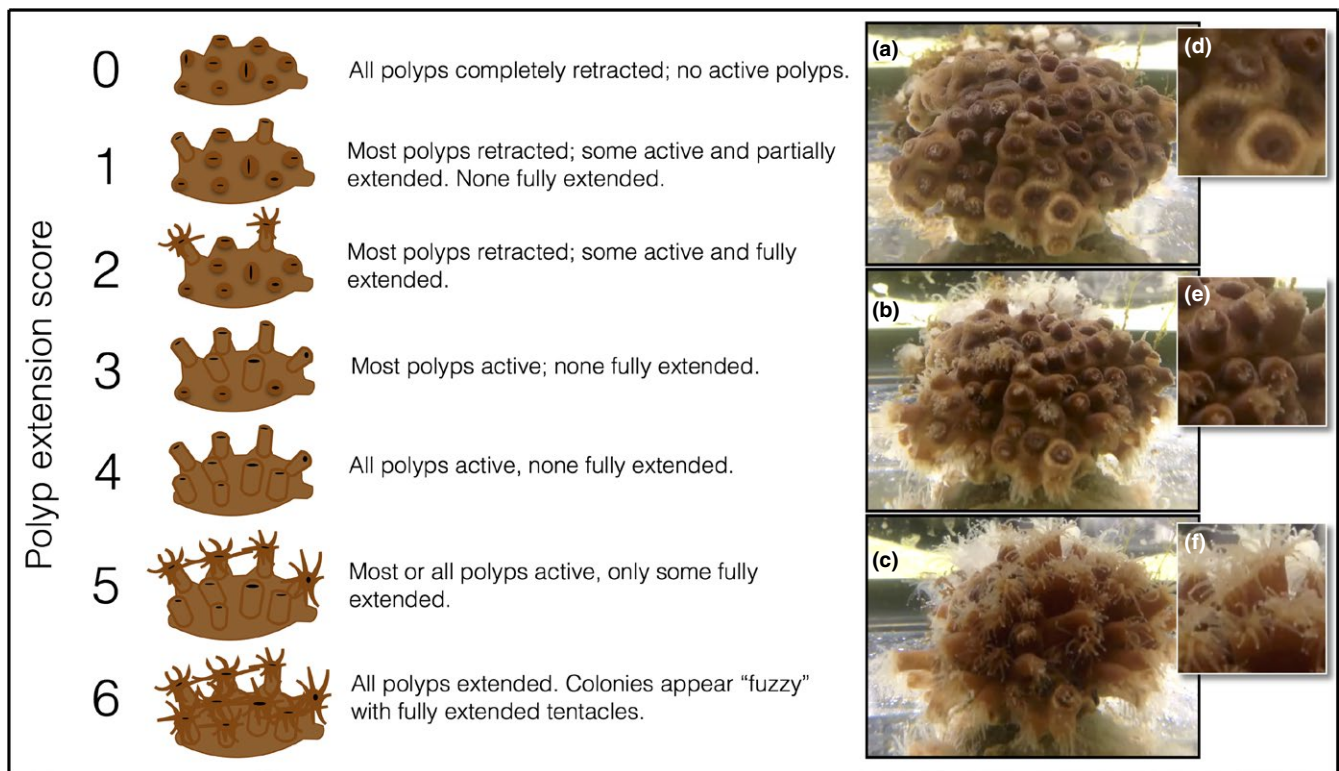 Polyp extension score
0
All polyps completely retracted; no active polyps.
1
Most polyps retracted; some active and partially
extended. None fully extended.
2
Most polyps retracted; some active and fully
extended.
3
Most polyps active; none fully extended.
4
All polyps active, none fully extended.
5
Most or all polyps active, only some fully
extended.
6
All polyps extended. Colonies appear “fuzzy”
with fully extended tentacles.
(a)
(d)
(b)
(e)
(c)
(f)